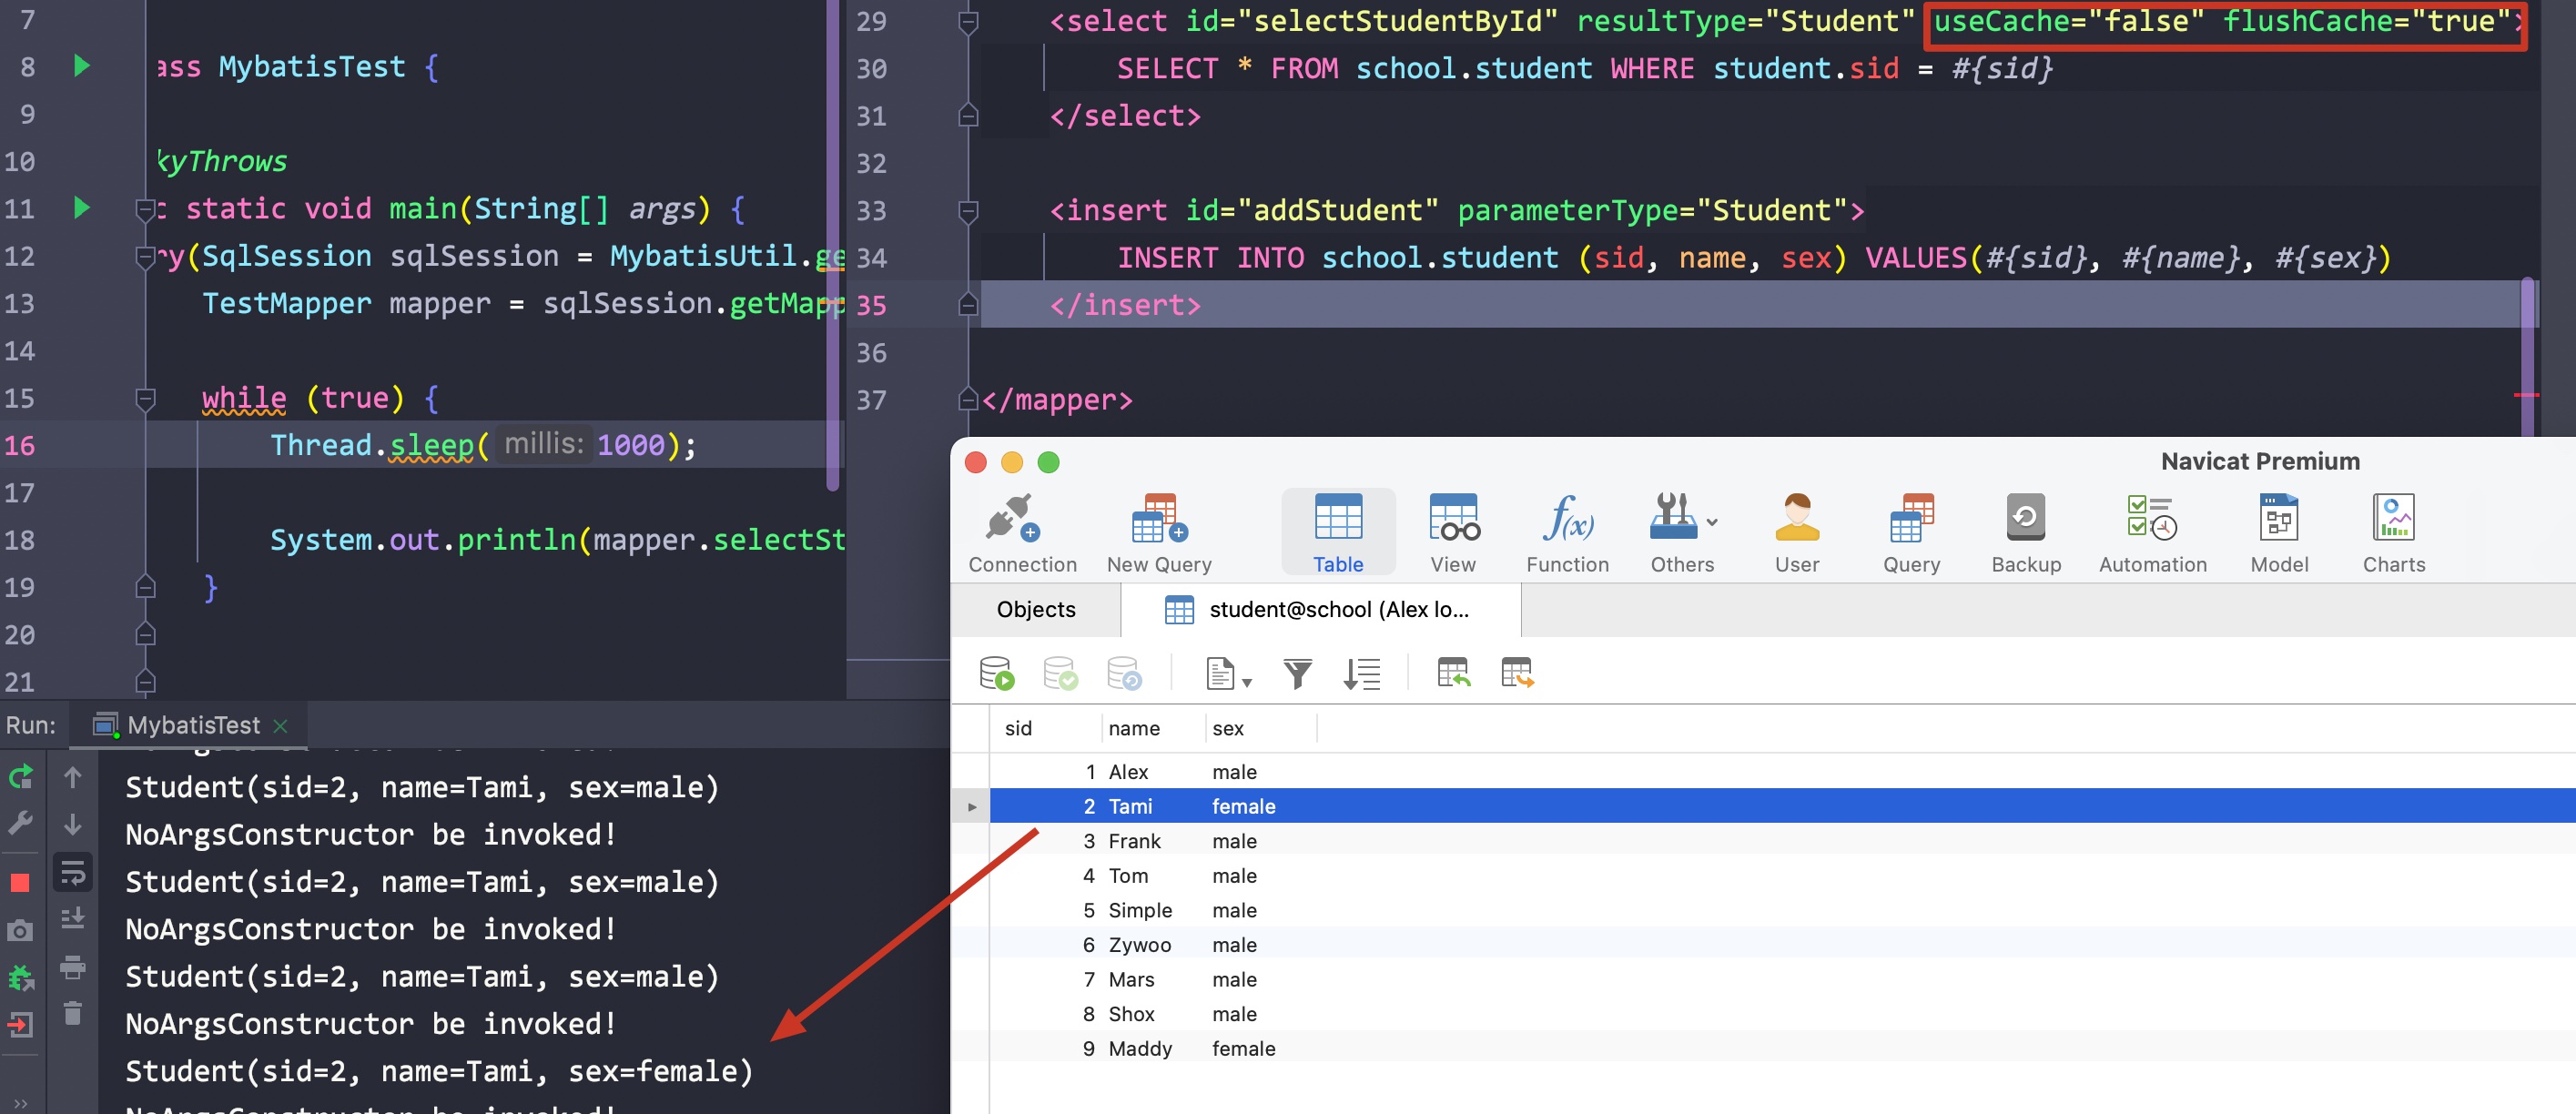 7
8 ass MybatisTest {
9
10 kyThrows
11 c static void main(String[] args) {
12 ry(SqlSession sqlSession = MybatisUtil.ge
13 TestMapper mapper = sqlSession.getMapp
14
15 while (true) {
16 Thread.sleep( millis: 1000);
17
18 System.out.println(mapper.selectSt
19 }
20
21
29 <select id="selectStudentById" resultType="Student" useCache="false" flushCache="true">
30 SELECT * FROM school.student WHERE student.sid = #{sid}
31 </select>
32
33 <insert id="addStudent" parameterType="Student">
34 INSERT INTO school.student (sid, name, sex) VALUES(#{sid}, #{name}, #{sex})
35 </insert>
36
37 </mapper>
Run: MybatisTest
Student(sid=2, name=Tami, sex=male)
NoArgsConstructor be invoked!
Student(sid=2, name=Tami, sex=male)
NoArgsConstructor be invoked!
Student(sid=2, name=Tami, sex=male)
NoArgsConstructor be invoked!
Student(sid=2, name=Tami, sex=female)
NoArgsConstructor be invoked!
Navicat Premium
Connection New Query Table View Function Others User Query Backup Automation Model Charts
Objects student@school (Alex lo...
sid name sex
1 Alex male
2 Tami female
3 Frank male
4 Tom male
5 Simple male
6 Zywoo male
7 Mars male
8 Shox male
9 Maddy female